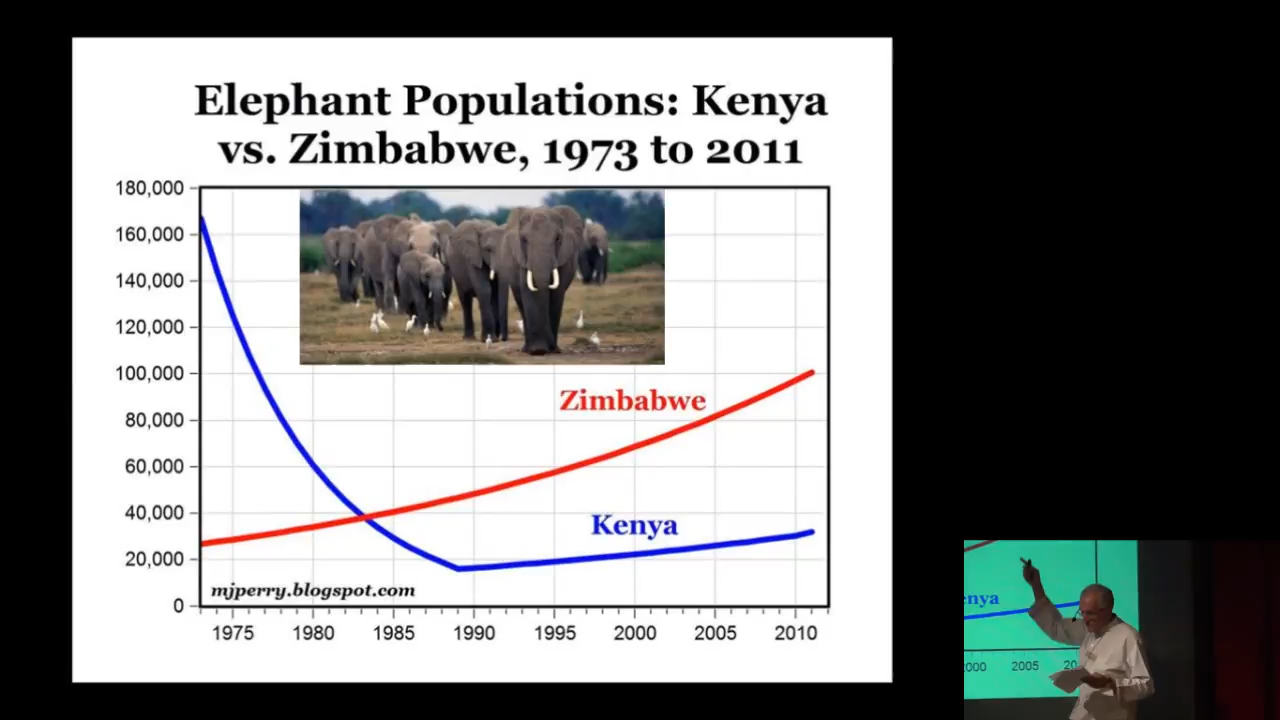 Elephant Populations: Kenya
vs. Zimbabwe, 1973 to 2011
180,000
160,000
140,000
120,000
100,000
80,000
60,000
40,000
20,000
0
Zimbabwe
Kenya
mjperry.blogspot.com
1975 1980 1985 1990 1995 2000 2005 2010
enya
000 2005 20